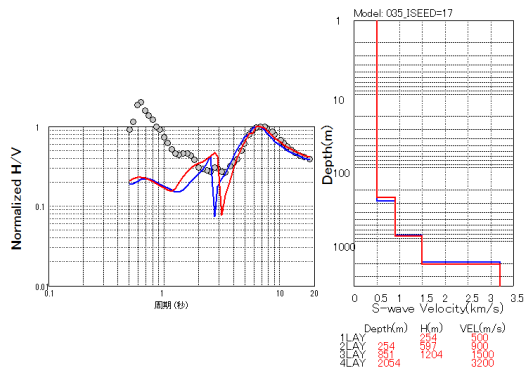 Model: 035_ISEED=17
Normalized H/V
1
0.1
0.01
0.1
1
10
100
周期(秒)
Depth(m)
1
10
100
1000
0
0.5
1
1.5
2
2.5
3
3.5
S-wave Velocity(km/s)
Depth(m) H(m) VEL(m/s)
1LAY 254 500
2LAY 254 597 900
3LAY 851 1204 1500
4LAY 2054 3200